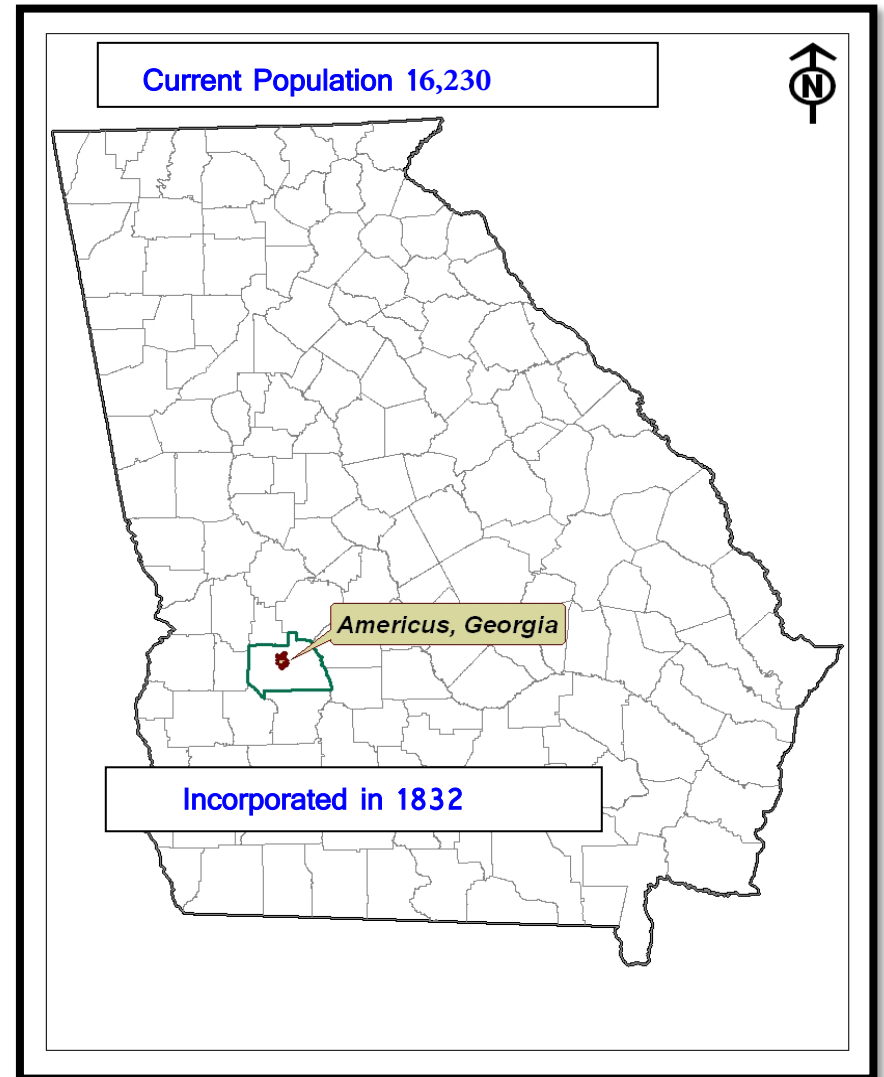 Current Population 16,230
N
Americus, Georgia
Incorporated in 1832